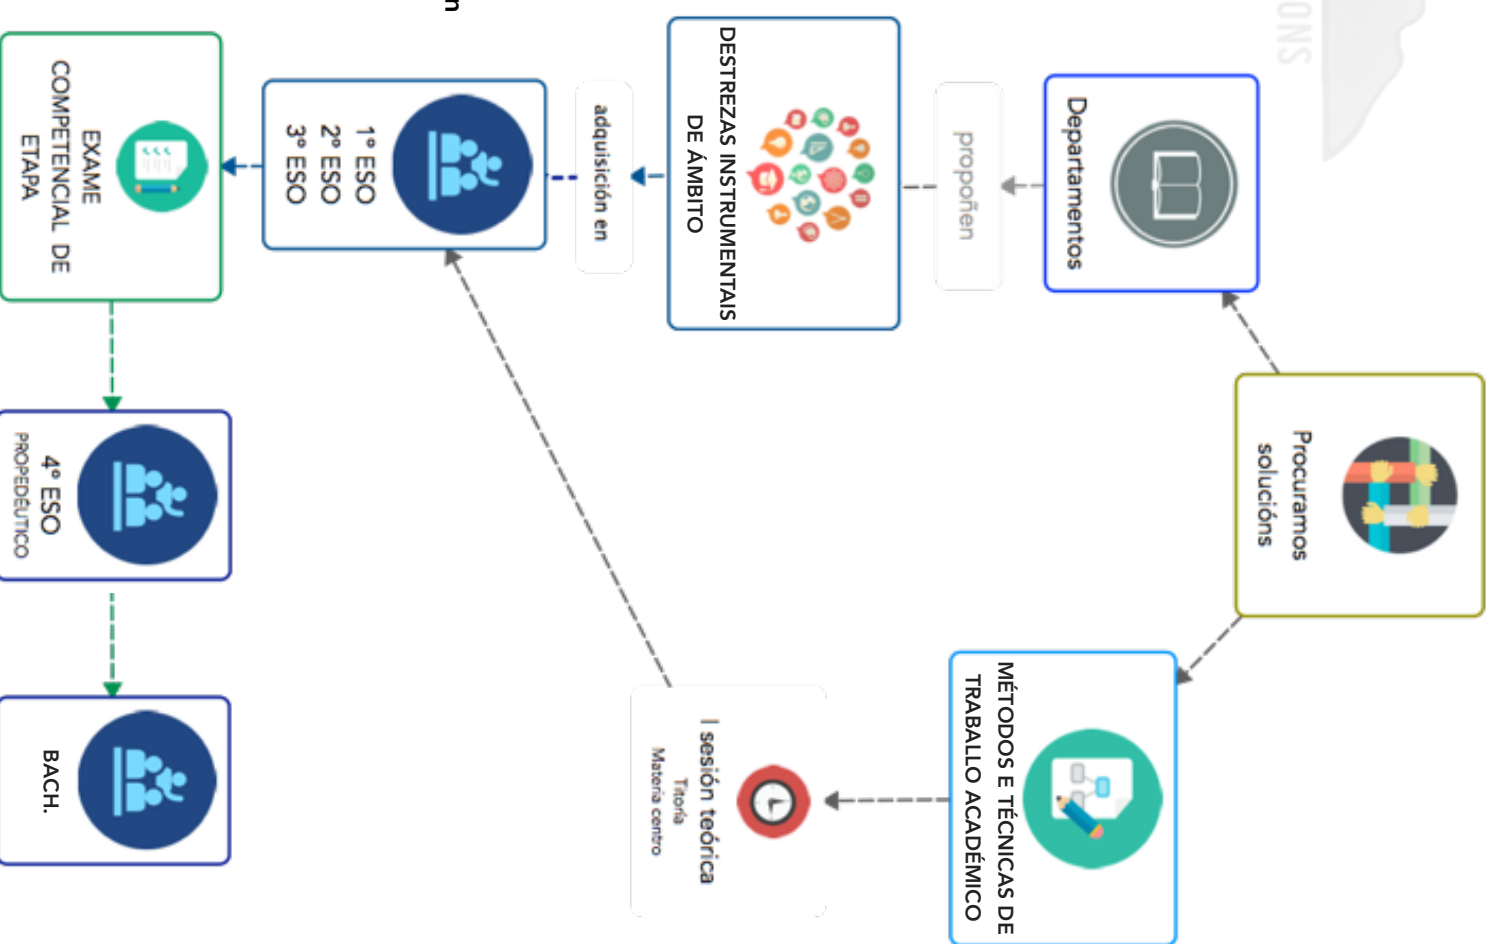 ONS
Procuramos
solucións
Departamentos
MÉTODOS E TÉCNICAS DE
TRABALLO ACADÉMICO
propoñen
DESTREZAS INSTRUMENTAIS
DE ÁMBITO
I sesión teórica
Titoría
Materia centro
adquisición en
n
1º ESO
2º ESO
3º ESO
EXAME
COMPETENCIAL DE
ETAPA
4º ESO
PROPEDÉUTICO
BACH.